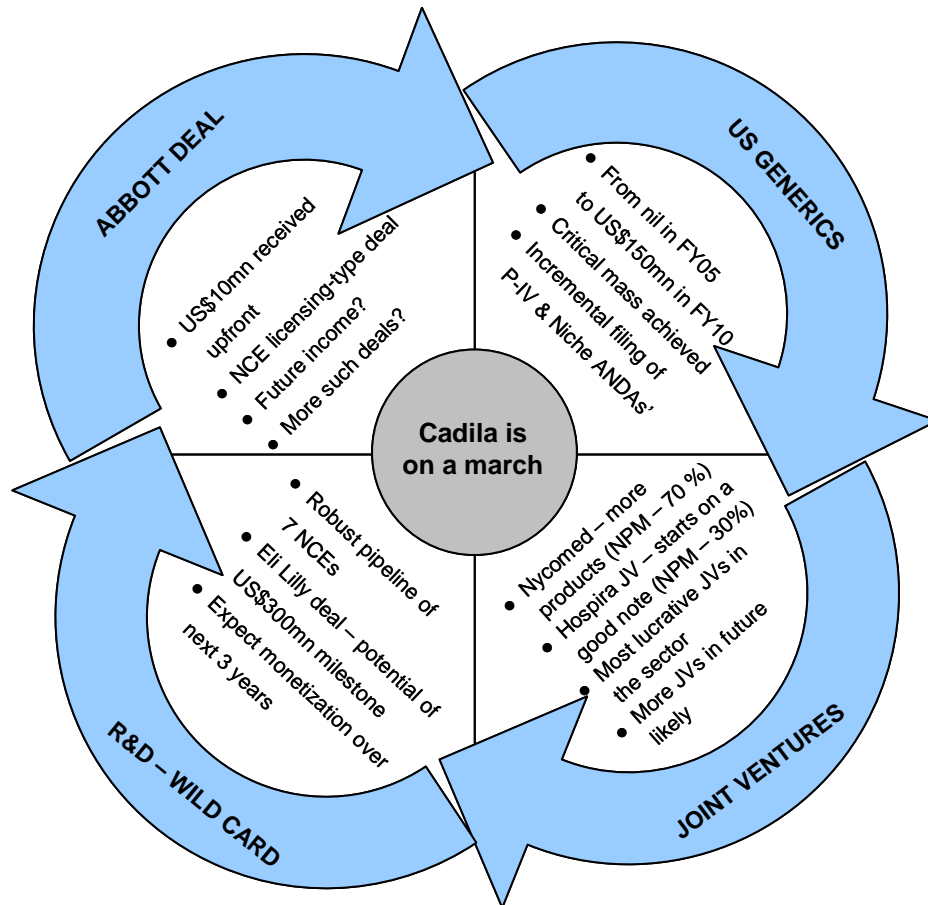 ABBOTT DEAL
• US$10mn received
upfront
• NCE licensing-type deal
• Future income?
• More such deals?
US GENERICS
• From nil in FY05
to US$150mn in FY10
• Critical mass achieved
• Incremental filing of
P-IV & Niche ANDAs’
Cadila is
on a march
• Robust pipeline of
7 NCEs
• Eli Lilly deal – potential of
US$300mn milestone
• Expect monetization over
next 3 years
R&D – WILD CARD
• Nycomed – more
products (NPM – 70 %)
• Hospira JV – starts on a
good note (NPM – 30%)
• Most lucrative JVs in
the sector
• More JVs in future
likely
JOINT VENTURES